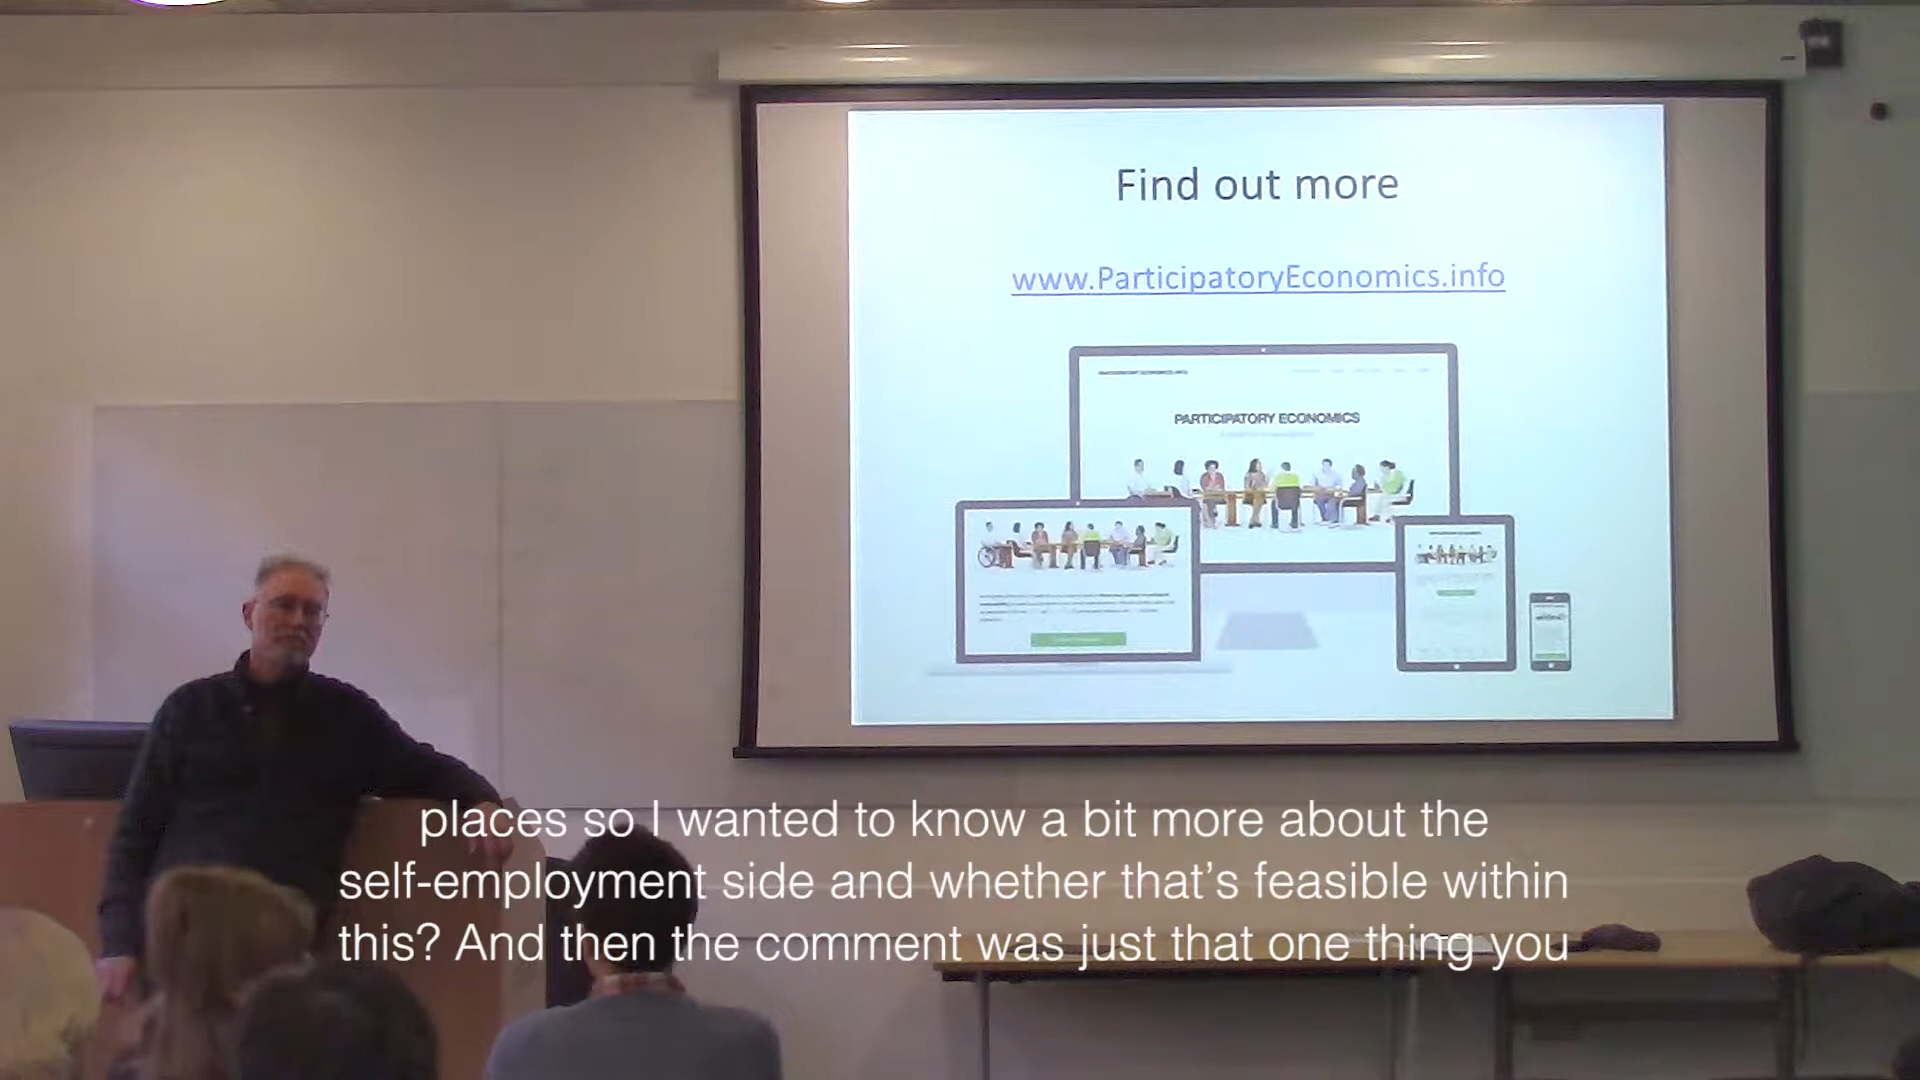 Find out more
www.ParticipatoryEconomics.info
PARTICIPATORY ECONOMICS
places so I wanted to know a bit more about the
self-employment side and whether that's feasible within
this? And then the comment was just that one thing you